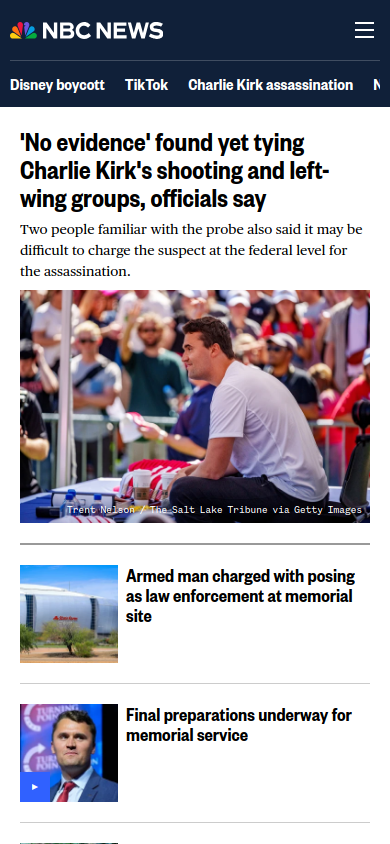 NBC NEWS
Disney boycott TikTok Charlie Kirk assassination N
'No evidence' found yet tying
Charlie Kirk's shooting and left-
wing groups, officials say
Two people familiar with the probe also said it may be
difficult to charge the suspect at the federal level for
the assassination.
Trent Nelson / The Salt Lake Tribune via Getty Images
Armed man charged with posing
as law enforcement at memorial
site
Final preparations underway for
memorial service
TURNING